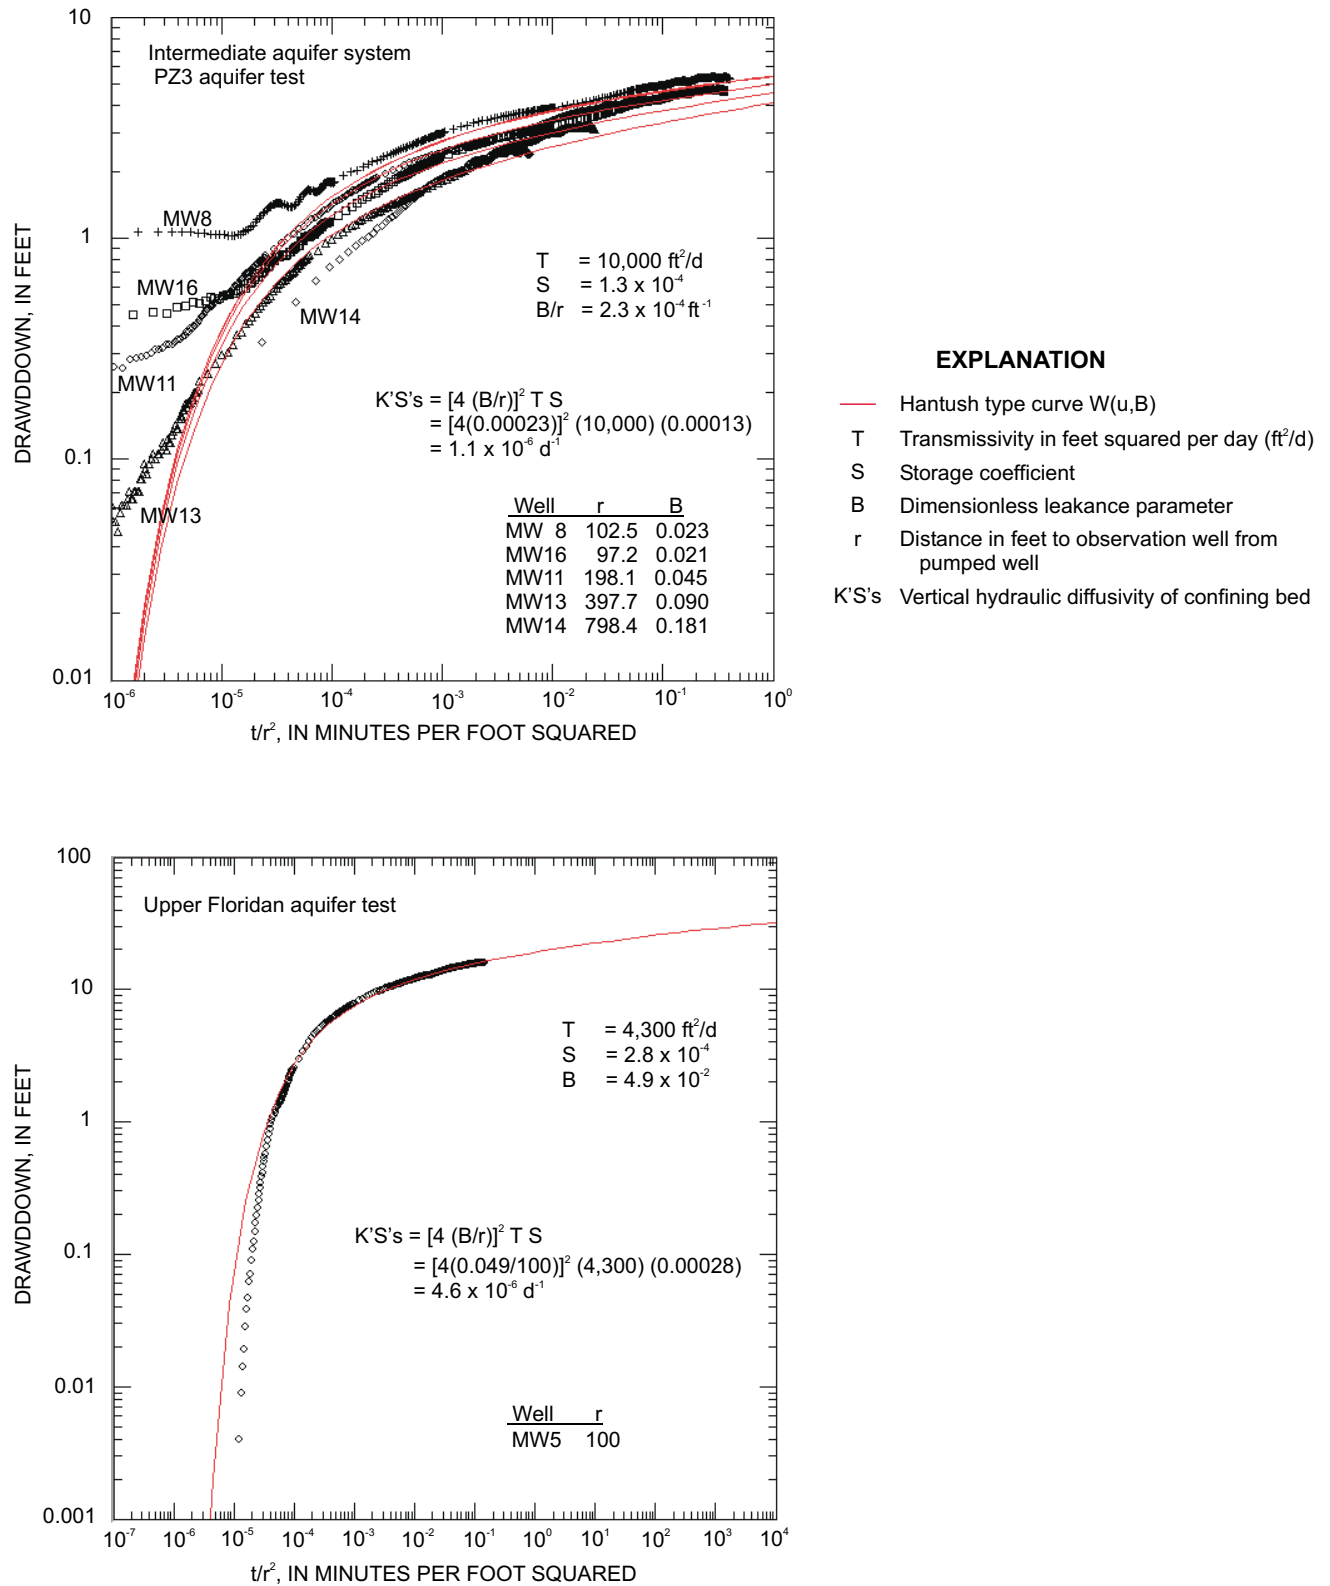 10
1
0.1
0.01
DRAWDDOWN, IN FEET
Intermediate aquifer system
PZ3 aquifer test
MW8
MW16
MW14
MW11
MW13
T = 10,000 ft²/d
S = 1.3 x 10⁻⁴
B/r = 2.3 x 10⁻⁴ ft⁻¹
K'S's = [4 (B/r)]² T S
= [4(0.00023)]² (10,000) (0.00013)
= 1.1 x 10⁻⁶ d⁻¹
Well r B
MW 8 102.5 0.023
MW16 97.2 0.021
MW11 198.1 0.045
MW13 397.7 0.090
MW14 798.4 0.181
10⁻⁶ 10⁻⁵ 10⁻⁴ 10⁻³ 10⁻² 10⁻¹ 10⁰
t/r², IN MINUTES PER FOOT SQUARED
EXPLANATION
Hantush type curve W(u,B)
T Transmissivity in feet squared per day (ft²/d)
S Storage coefficient
B Dimensionless leakance parameter
r Distance in feet to observation well from
pumped well
K'S's Vertical hydraulic diffusivity of confining bed
100
10
1
0.1
0.01
0.001
DRAWDDOWN, IN FEET
Upper Floridan aquifer test
T = 4,300 ft²/d
S = 2.8 x 10⁻⁴
B = 4.9 x 10⁻²
K'S's = [4 (B/r)]² T S
= [4(0.049/100)]² (4,300) (0.00028)
= 4.6 x 10⁻⁶ d⁻¹
Well r
MW5 100
10⁻⁷ 10⁻⁶ 10⁻⁵ 10⁻⁴ 10⁻³ 10⁻² 10⁻¹ 10⁰ 10¹ 10² 10³ 10⁴
t/r², IN MINUTES PER FOOT SQUARED